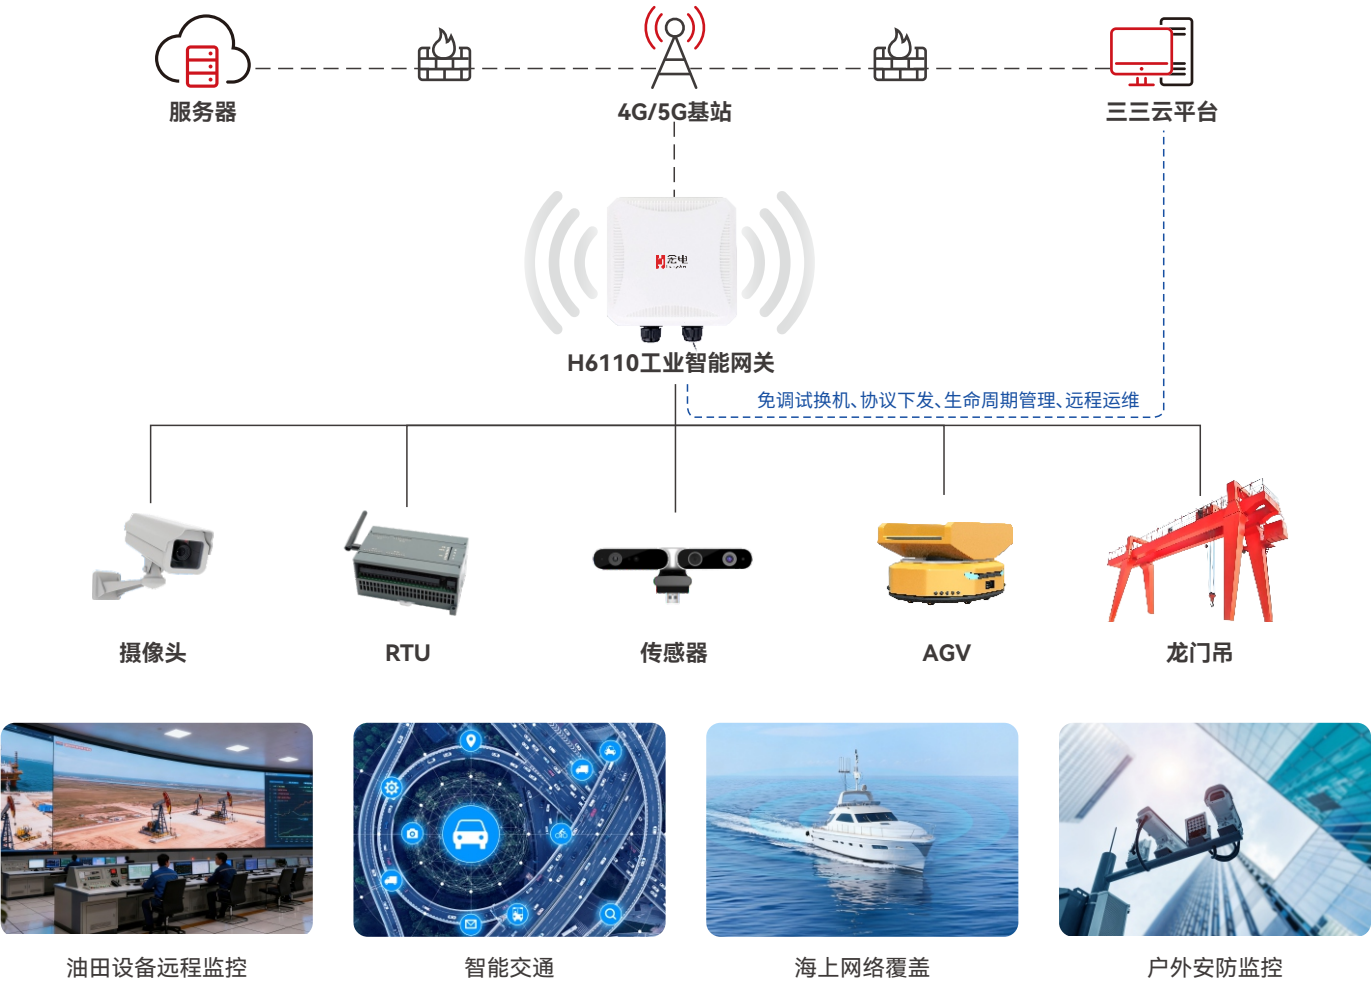 服务器
4G/5G基站
三三云平台
宏电
H6110工业智能网关
免调试换机、协议下发、生命周期管理、远程运维
摄像头
RTU
传感器
AGV
龙门吊
油田设备远程监控
智能交通
海上网络覆盖
户外安防监控